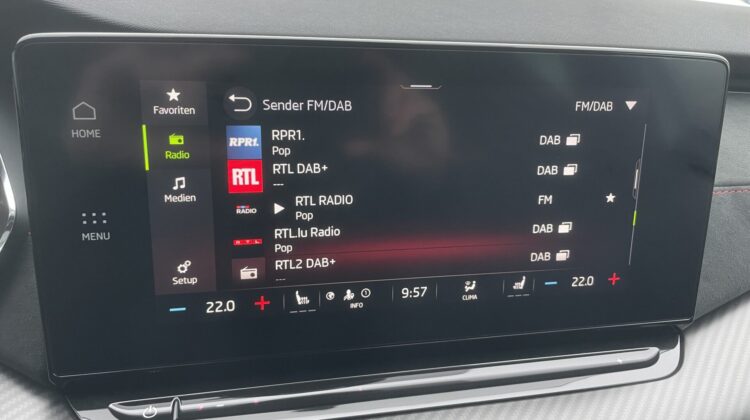 Favoriten
Sender FM/DAB
FM/DAB
HOME
RPR1.
RPR1.
Pop
DAB
Radio
RTL
RTL DAB+
---
DAB
Medien
RADIO
RTL RADIO
Pop
FM
MENU
RTL
RTL.lu Radio
Pop
DAB
Setup
RTL2 DAB+
---
DAB
22.0
INFO
9:57
CLIMA
22.0